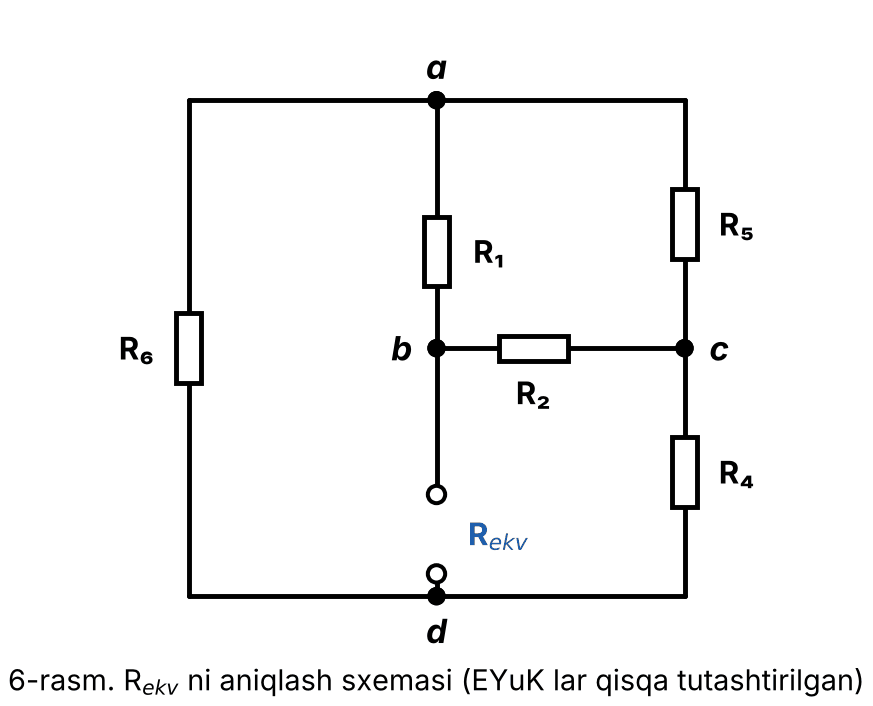 a
R₅
R₁
R₆
b
c
R₂
R₄
Rₑₖᵥ
d
6-rasm. Rₑₖᵥ ni aniqlash sxemasi (EYuK lar qisqa tutashtirilgan)